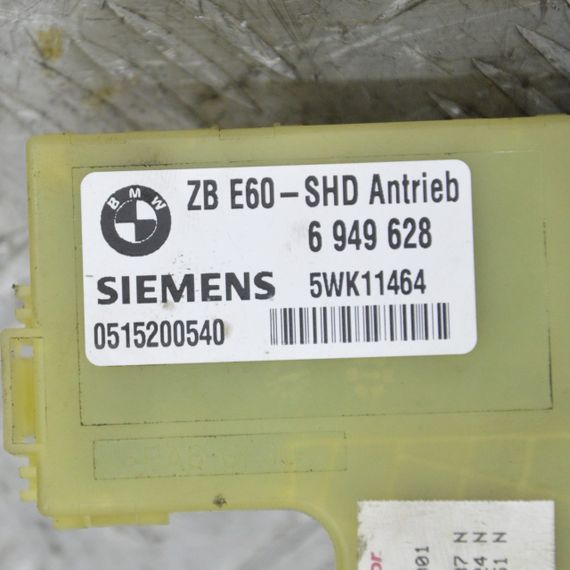 BMW
ZB E60-SHD Antrieb
6 949 628
SIEMENS
5WK11464
0515200540